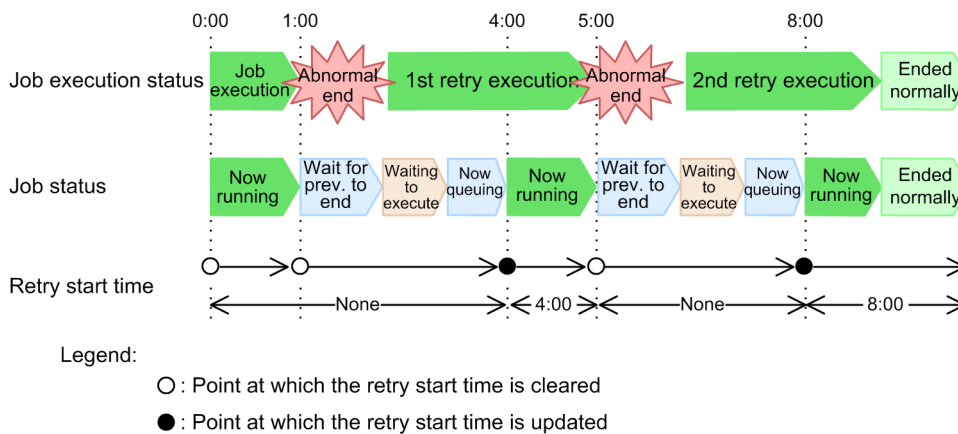 0:00 1:00 4:00 5:00 8:00
Job execution status
Job
execution
Abnormal
end
1st retry execution
Abnormal
end
2nd retry execution
Ended
normally
Job status
Now
running
Wait for
prev. to
end
Waiting
to
execute
Now
queuing
Now
running
Wait for
prev. to
end
Waiting
to
execute
Now
queuing
Now
running
Ended
normally
Retry start time
None 4:00 None 8:00
Legend:
: Point at which the retry start time is cleared
: Point at which the retry start time is updated